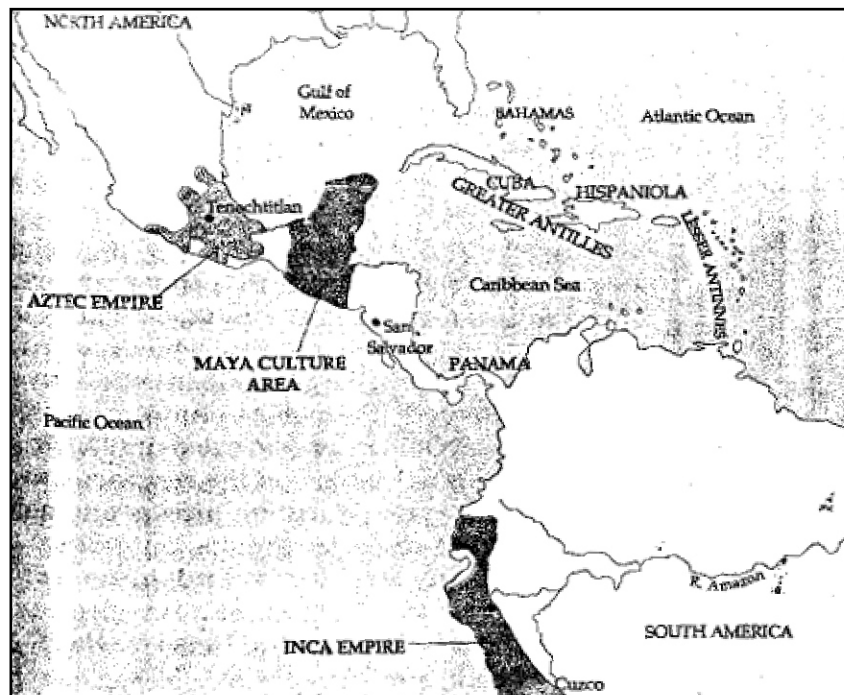 NORTH AMERICA
Gulf of
Mexico
BAHAMAS
Atlantic Ocean
CUBA
HISPANIOLA
GREATER ANTILLES
Tenochtitlan
LESSER ANTINNIS
Caribbean Sea
AZTEC EMPIRE
San
Salvador
MAYA CULTURE
AREA
PANAMA
Pacific Ocean
R. Amazon
INCA EMPIRE
SOUTH AMERICA
Cuzco